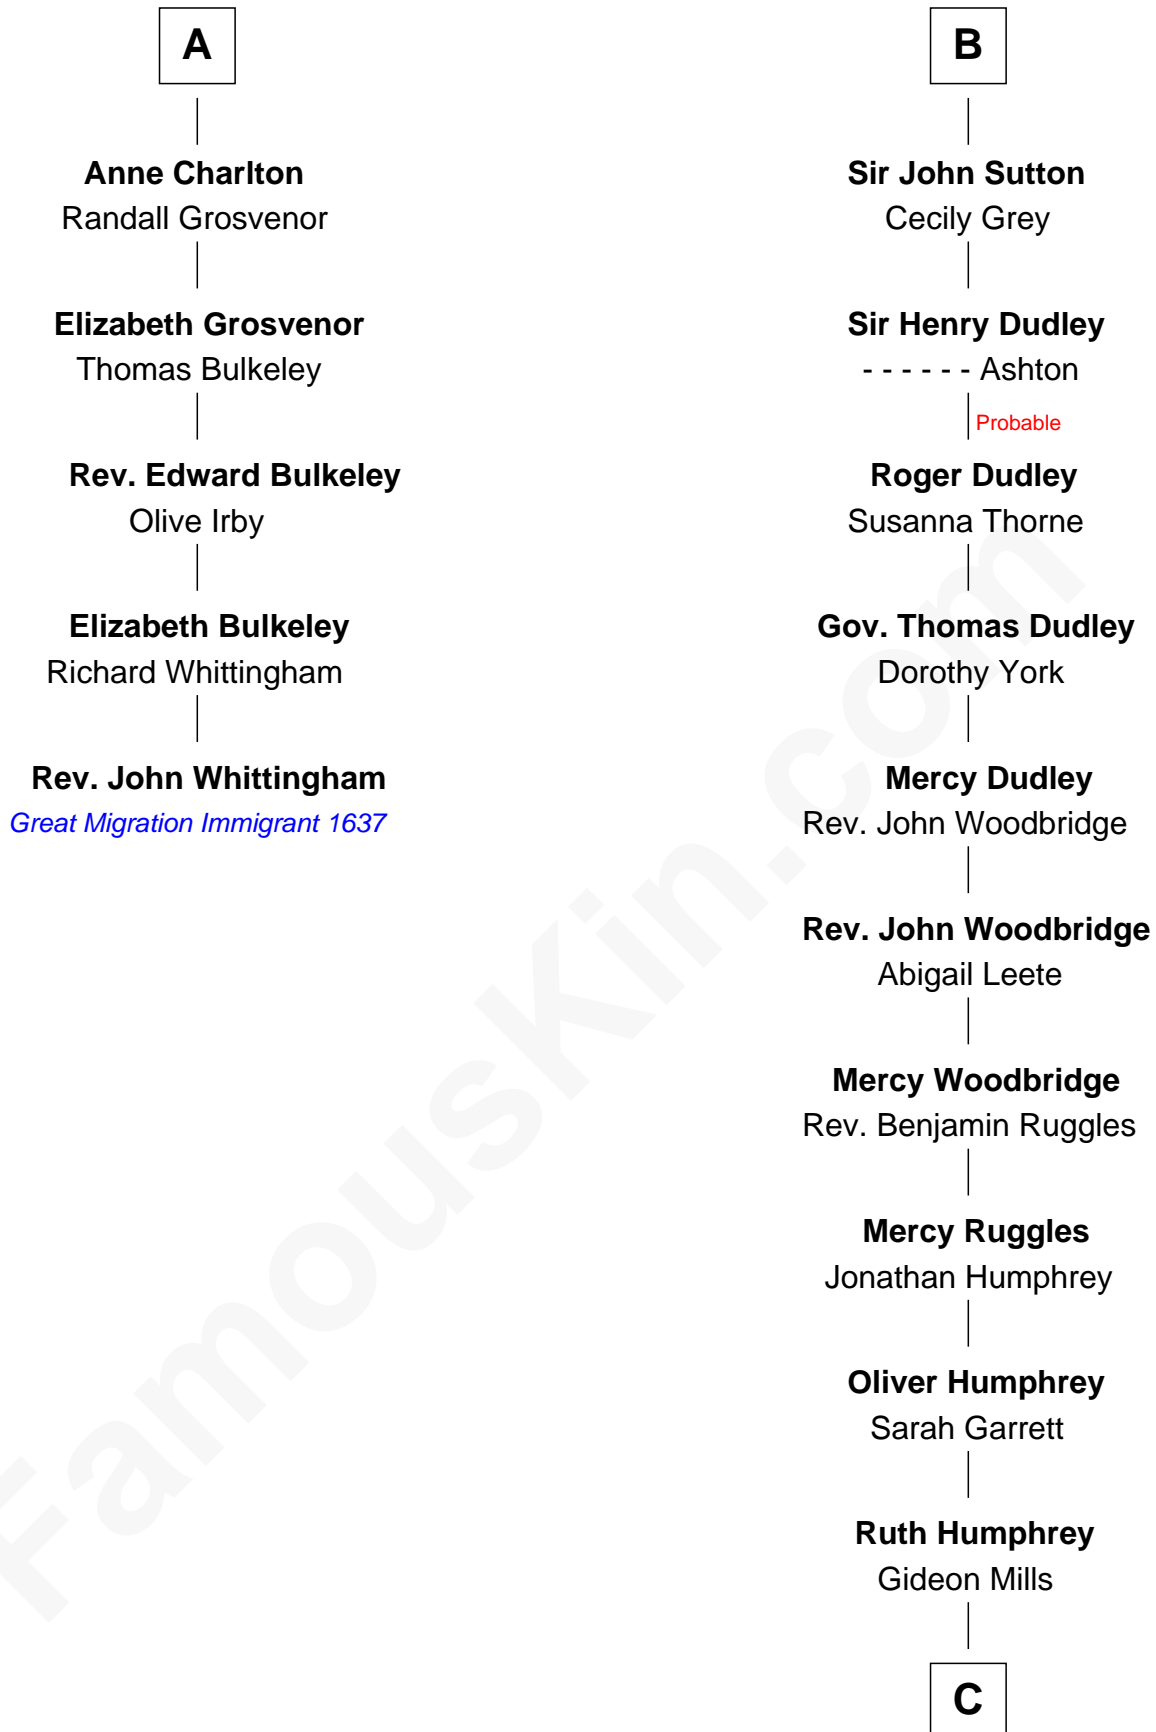 A
Anne Charlton
Randall Grosvenor
Elizabeth Grosvenor
Thomas Bulkeley
Rev. Edward Bulkeley
Olive Irby
Elizabeth Bulkeley
Richard Whittingham
Rev. John Whittingham
Great Migration Immigrant 1637
B
Sir John Sutton
Cecily Grey
Sir Henry Dudley
- - - - - - Ashton
Probable
Roger Dudley
Susanna Thorne
Gov. Thomas Dudley
Dorothy York
Mercy Dudley
Rev. John Woodbridge
Rev. John Woodbridge
Abigail Leete
Mercy Woodbridge
Rev. Benjamin Ruggles
Mercy Ruggles
Jonathan Humphrey
Oliver Humphrey
Sarah Garrett
Ruth Humphrey
Gideon Mills
C
FamousKin.com